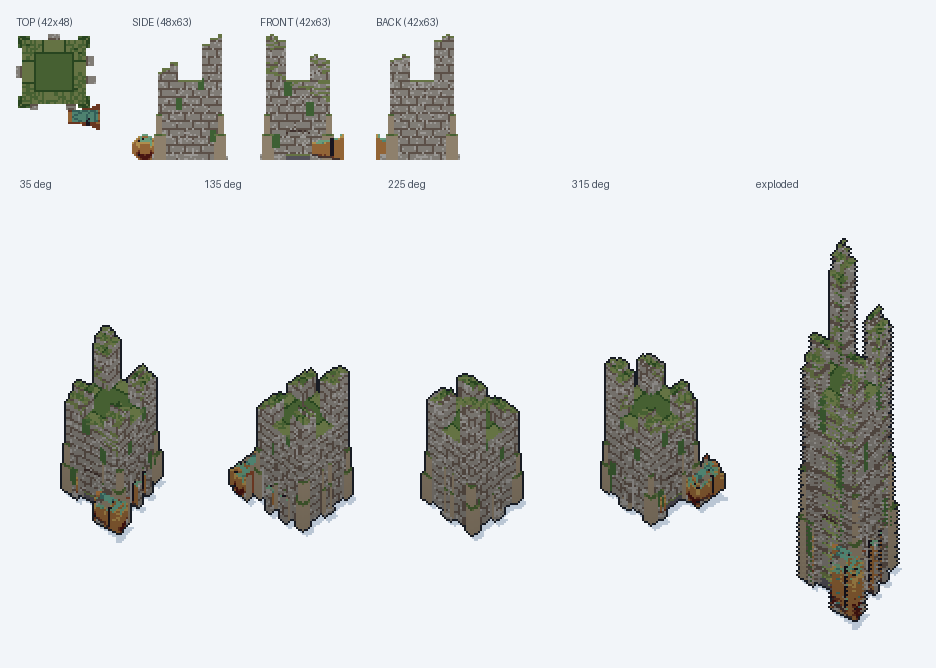 TOP (42x48)
SIDE (48x63)
FRONT (42x63)
BACK (42x63)
35 deg
135 deg
225 deg
315 deg
exploded